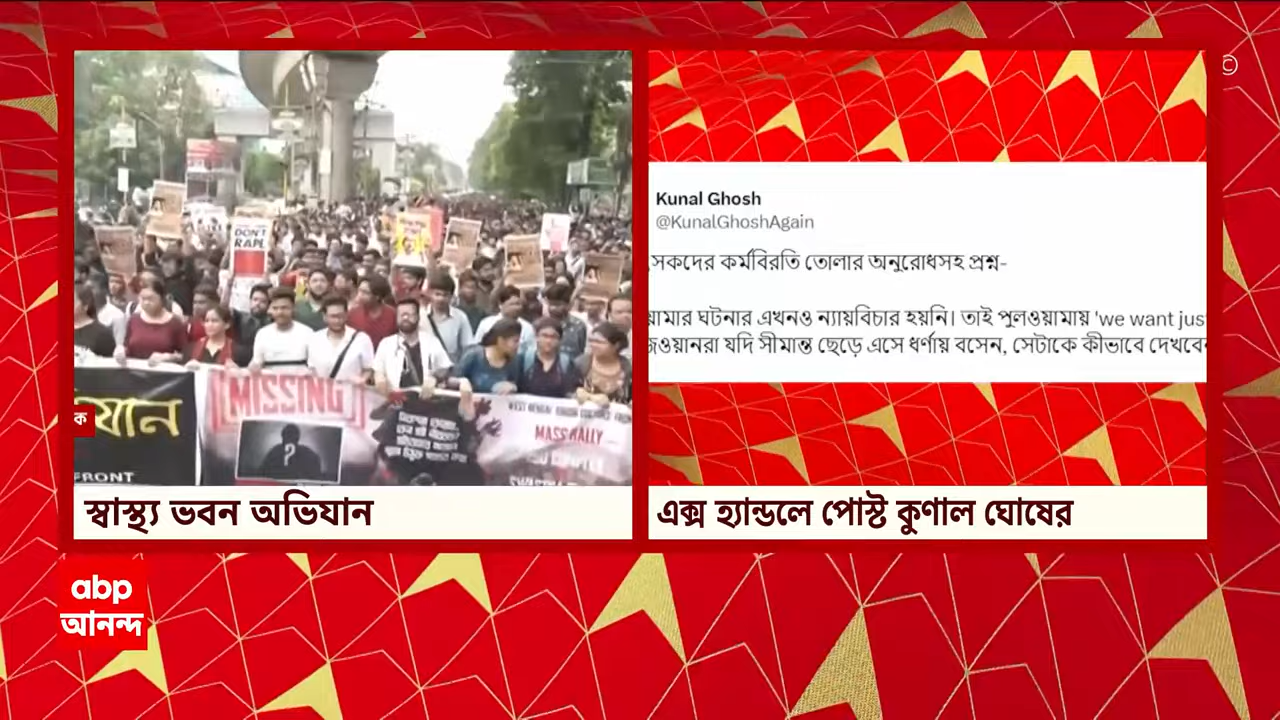 ©
DON'T
RAPE
যান
ক
FRONT
MISSING
?
MASS RALLY
স্বাস্থ্য ভবন অভিযান
Kunal Ghosh
@KunalGhoshAgain
সকদের কর্মবিরতি তোলার অনুরোধসহ প্রশ্ন-
য়ামার ঘটনার এখনও ন্যায়বিচার হয়নি। তাই পুলওয়ামায় 'we want jus
জওয়ানরা যদি সীমান্ত ছেড়ে এসে ধর্ণায় বসেন, সেটাকে কীভাবে দেখবে
এক্স হ্যান্ডলে পোস্ট কুণাল ঘোষের
abp
আনন্দ